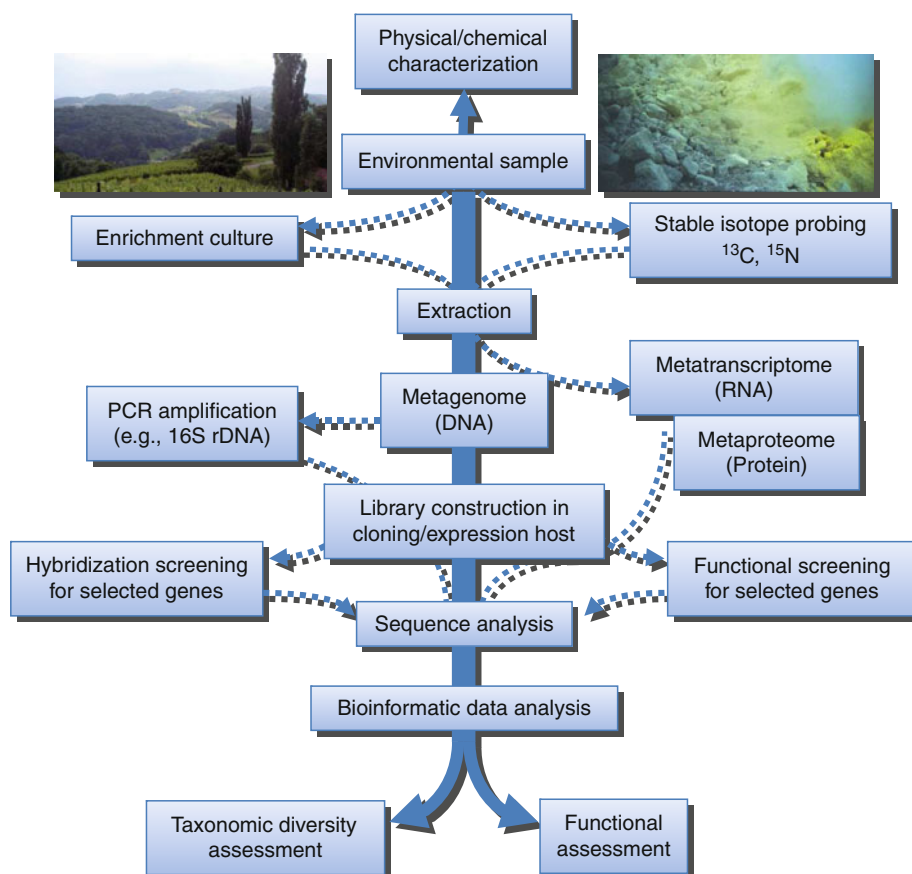 Physical/chemical
characterization
Environmental sample
Enrichment culture
Stable isotope probing
¹³C, ¹⁵N
Extraction
Metatranscriptome
(RNA)
Metagenome
(DNA)
PCR amplification
(e.g., 16S rDNA)
Metaproteome
(Protein)
Library construction in
cloning/expression host
Hybridization screening
for selected genes
Functional screening
for selected genes
Sequence analysis
Bioinformatic data analysis
Taxonomic diversity
assessment
Functional
assessment